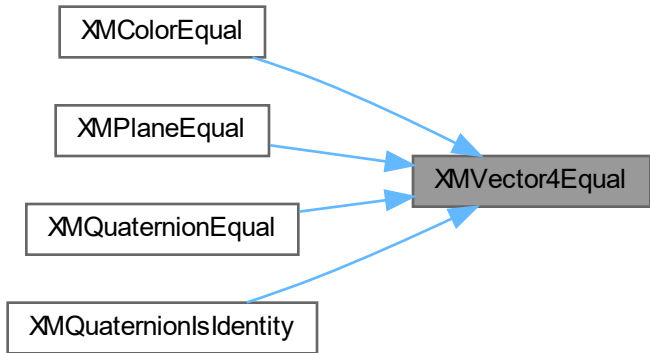 XMColorEqual
XMPlaneEqual
XMVector4Equal
XMQuaternionEqual
XMQuaternionIsIdentity